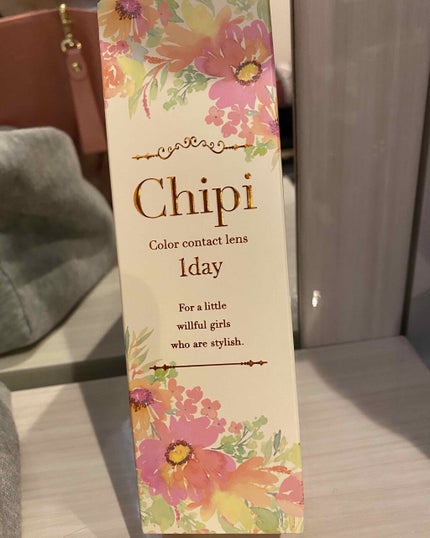 Chipi
Color contact lens
1day
For a little
willful girls
who are stylish.